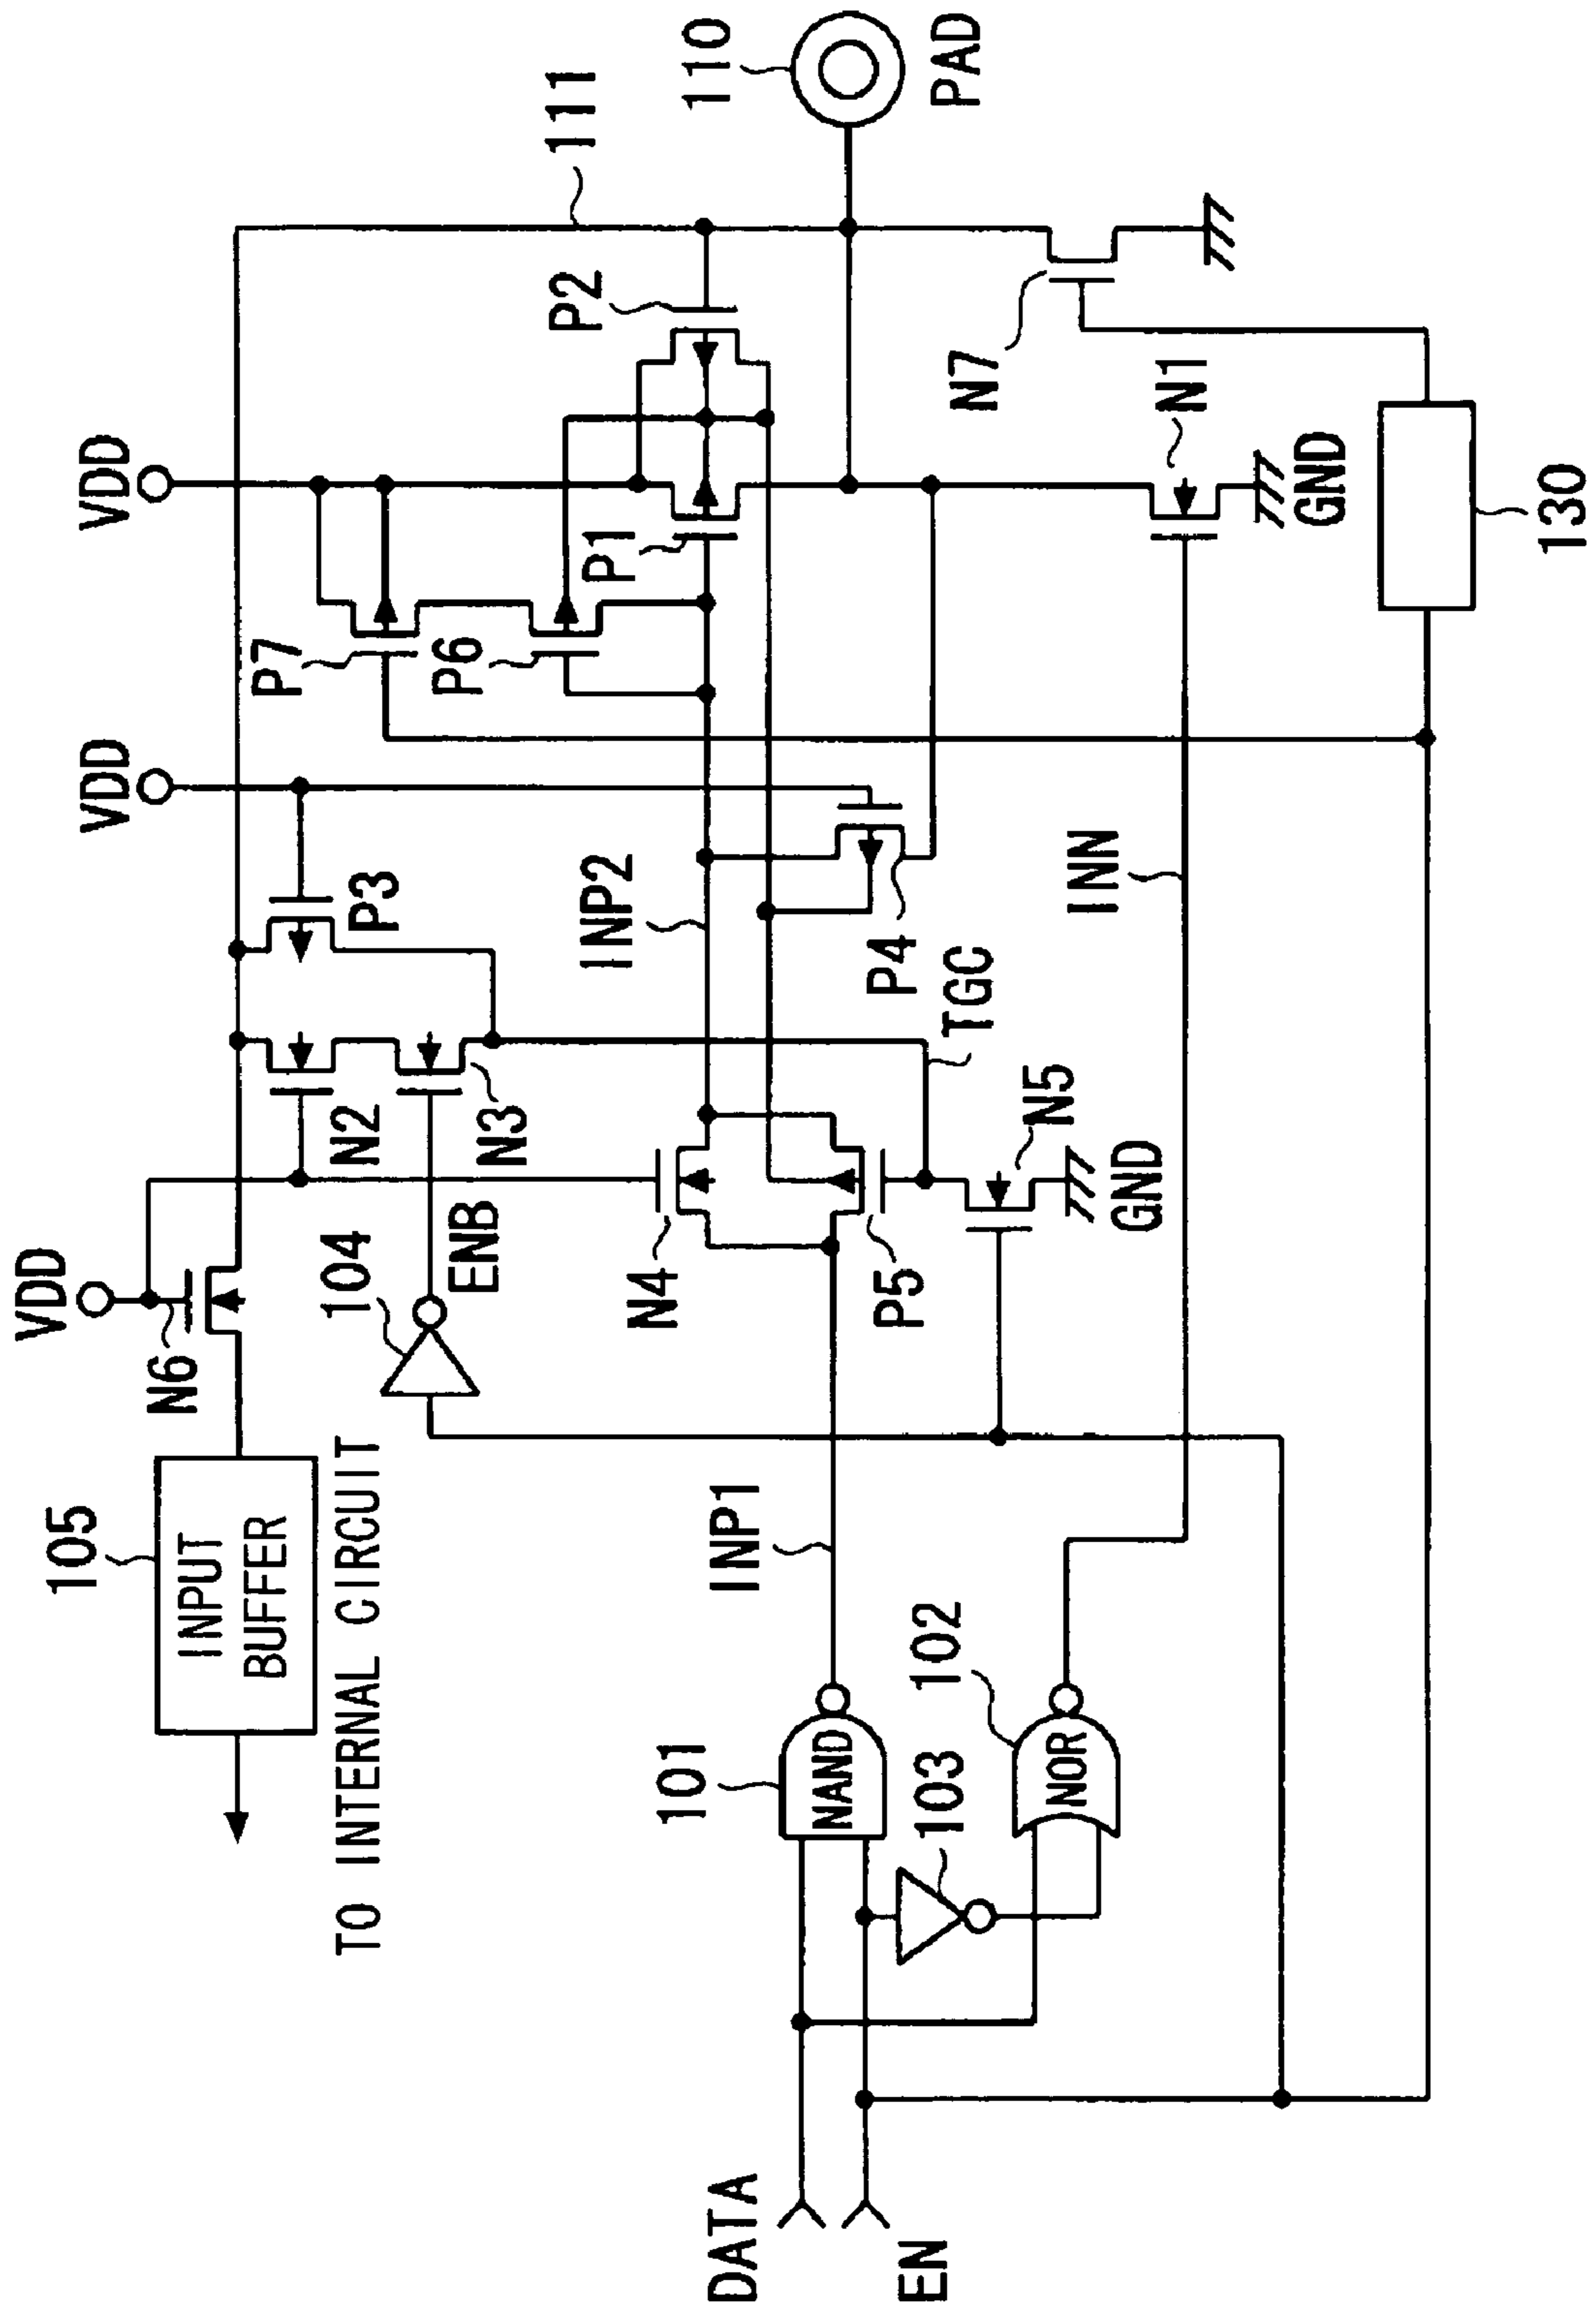 VDD
VDD
VDD
105
INPUT
BUFFER
TO INTERNAL CIRCUIT
N6
104
N2
ENB
N3
P3
P7
P6
P1
P2
111
110
PAD
INP2
N4
P5
P4
TGC
N5
GND
INN
N7
N1
GND
130
101
NAND
INP1
103
102
NOR
DATA
EN